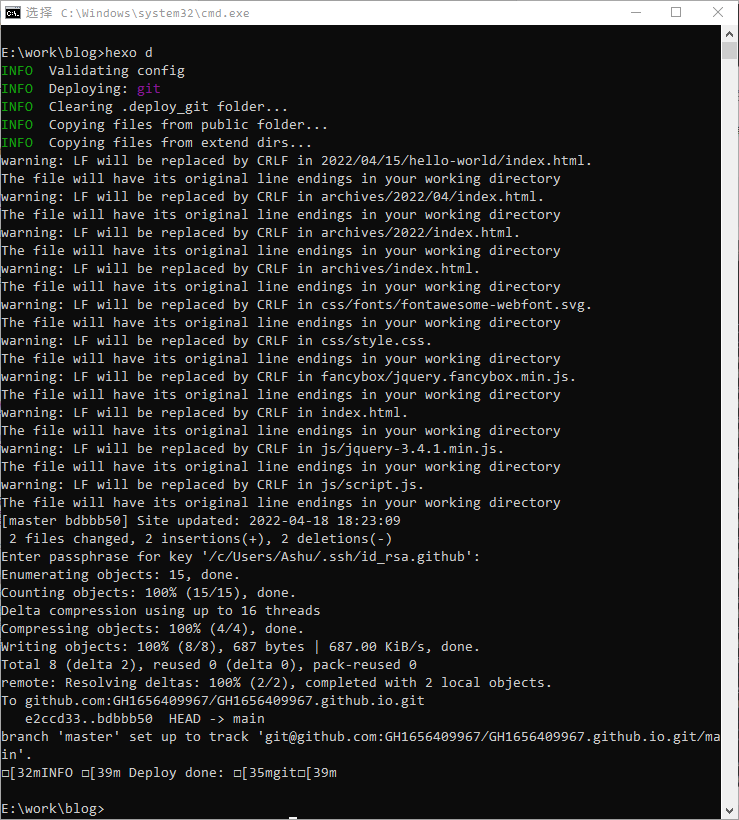 选择 C:\Windows\system32\cmd.exe
E:\work\blog>hexo d
INFO  Validating config
INFO  Deploying: git
INFO  Clearing .deploy_git folder...
INFO  Copying files from public folder...
INFO  Copying files from extend dirs...
warning: LF will be replaced by CRLF in 2022/04/15/hello-world/index.html.
The file will have its original line endings in your working directory
warning: LF will be replaced by CRLF in archives/2022/04/index.html.
The file will have its original line endings in your working directory
warning: LF will be replaced by CRLF in archives/2022/index.html.
The file will have its original line endings in your working directory
warning: LF will be replaced by CRLF in archives/index.html.
The file will have its original line endings in your working directory
warning: LF will be replaced by CRLF in css/fonts/fontawesome-webfont.svg.
The file will have its original line endings in your working directory
warning: LF will be replaced by CRLF in css/style.css.
The file will have its original line endings in your working directory
warning: LF will be replaced by CRLF in fancybox/jquery.fancybox.min.js.
The file will have its original line endings in your working directory
warning: LF will be replaced by CRLF in index.html.
The file will have its original line endings in your working directory
warning: LF will be replaced by CRLF in js/jquery-3.4.1.min.js.
The file will have its original line endings in your working directory
warning: LF will be replaced by CRLF in js/script.js.
The file will have its original line endings in your working directory
[master bdbbb50] Site updated: 2022-04-18 18:23:09
 2 files changed, 2 insertions(+), 2 deletions(-)
Enter passphrase for key '/c/Users/Ashu/.ssh/id_rsa.github':
Enumerating objects: 15, done.
Counting objects: 100% (15/15), done.
Delta compression using up to 16 threads
Compressing objects: 100% (4/4), done.
Writing objects: 100% (8/8), 687 bytes | 687.00 KiB/s, done.
Total 8 (delta 2), reused 0 (delta 0), pack-reused 0
remote: Resolving deltas: 100% (2/2), completed with 2 local objects.
To github.com:GH1656409967/GH1656409967.github.io.git
   e2ccd33..bdbbb50  HEAD -> main
branch 'master' set up to track 'git@github.com:GH1656409967/GH1656409967.github.io.git/ma
in'.
□[32mINFO □[39m Deploy done: □[35mgit□[39m
E:\work\blog>